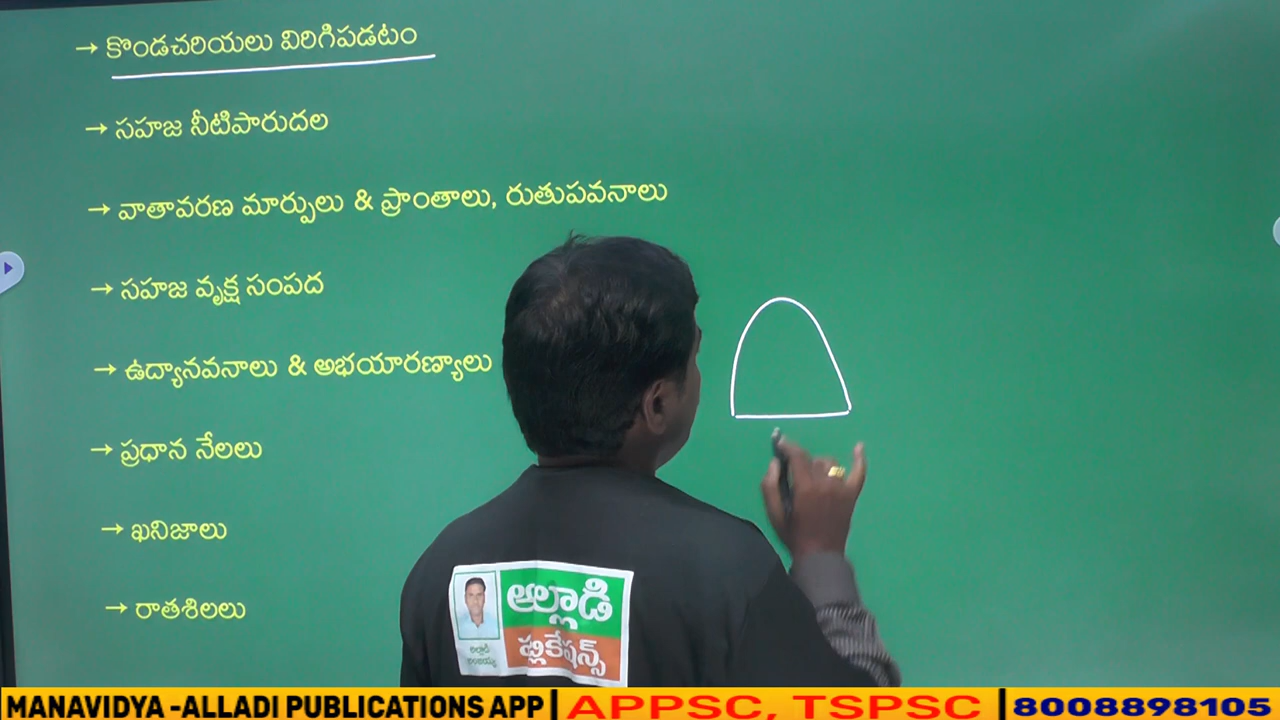 → కొండచరియలు విరిగిపడటం
→ సహజ నీటిపారుదల
→ వాతావరణ మార్పులు & ప్రాంతాలు, రుతుపవనాలు
→ సహజ వృక్ష సంపద
→ ఉద్యానవనాలు & అభయారణ్యాలు
→ ప్రధాన నేలలు
→ ఖనిజాలు
→ రాతశిలలు
అల్లాడి
పబ్లికేషన్స్
అల్లాడి
MANAVIDYA -ALLADI PUBLICATIONS APP | APPSC, TSPSC | 8008898105